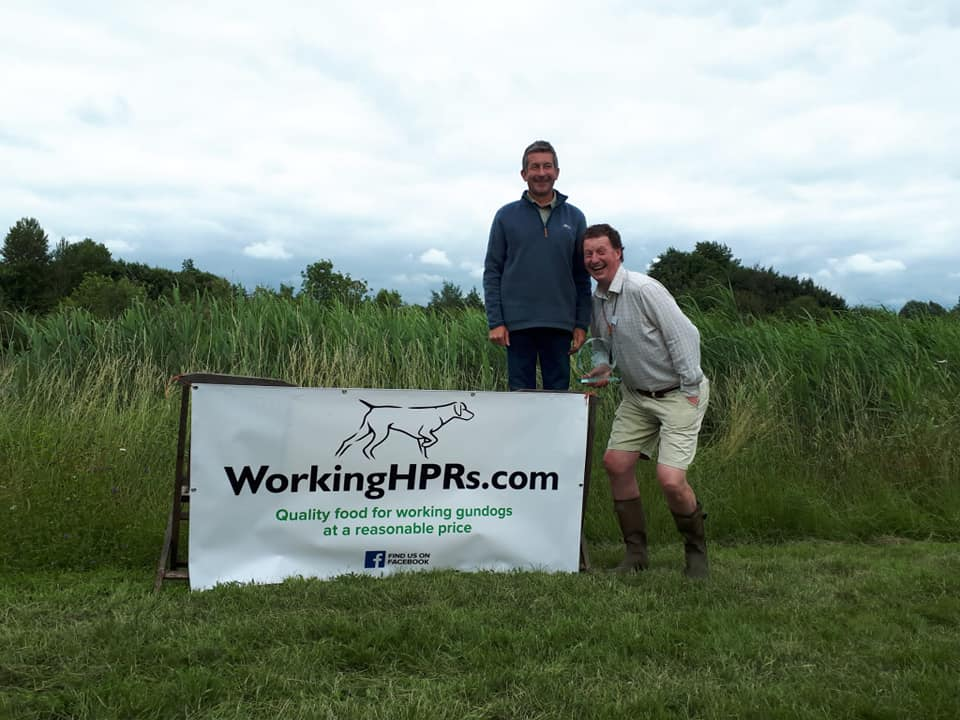 WorkingHPRs.com
Quality food for working gundogs
at a reasonable price
f FIND US ON
FACEBOOK